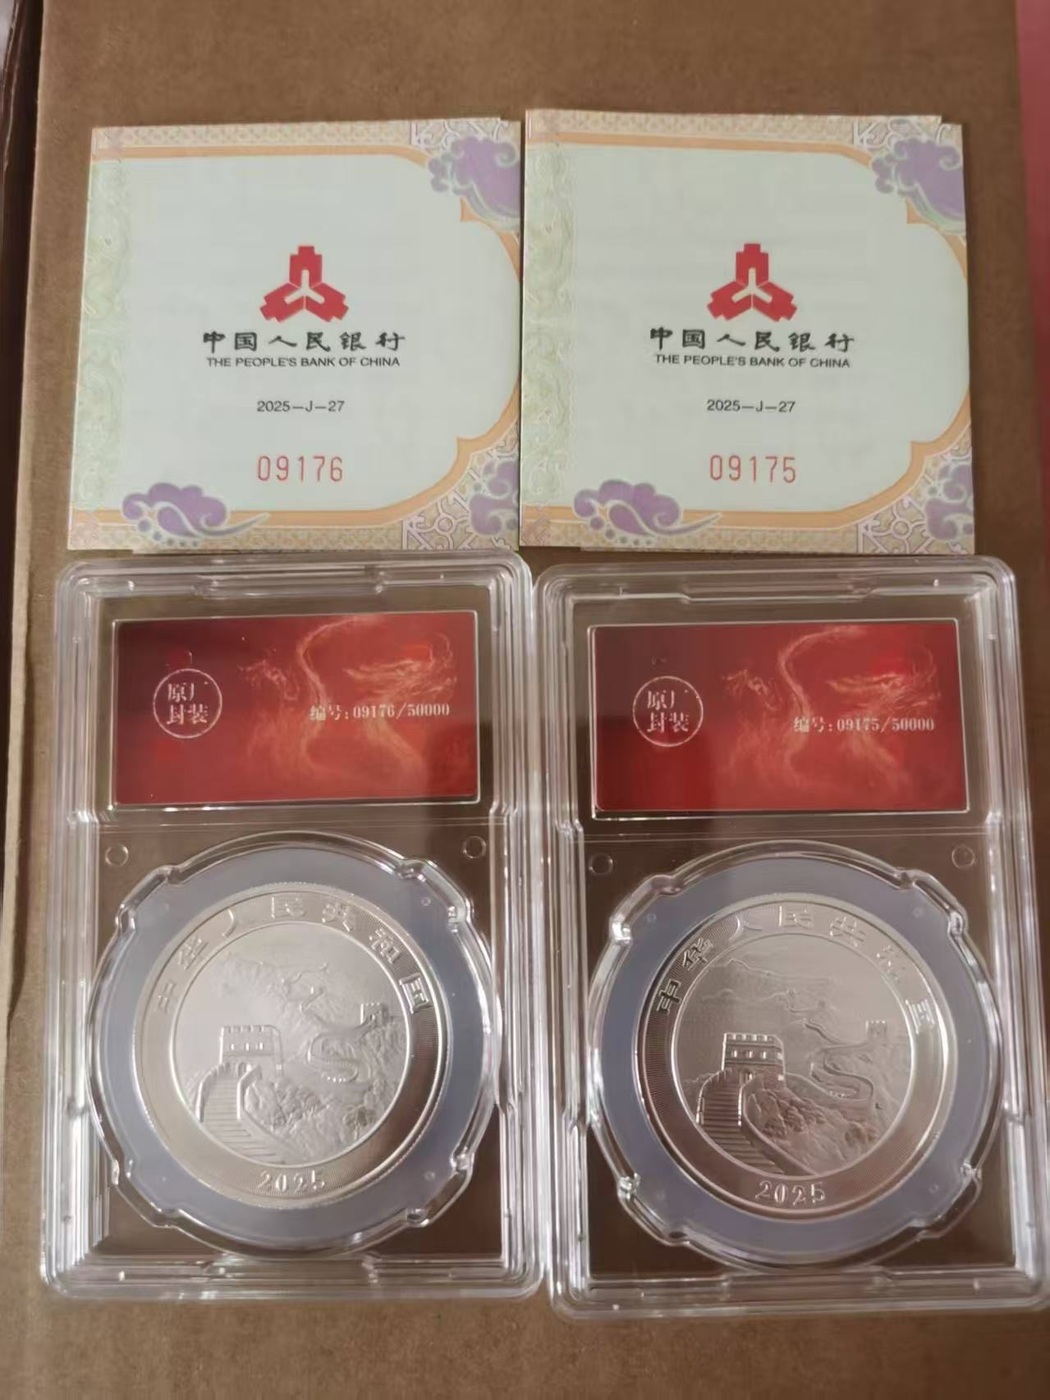 中国人民银行
THE PEOPLE'S BANK OF CHINA
2025-J-27
09176
中国人民银行
THE PEOPLE'S BANK OF CHINA
2025-J-27
09175
原厂
封装
编号:09176/50000
原厂
封装
编号:09175/50000
中华人民共和国
2025
中华人民共和国
2025